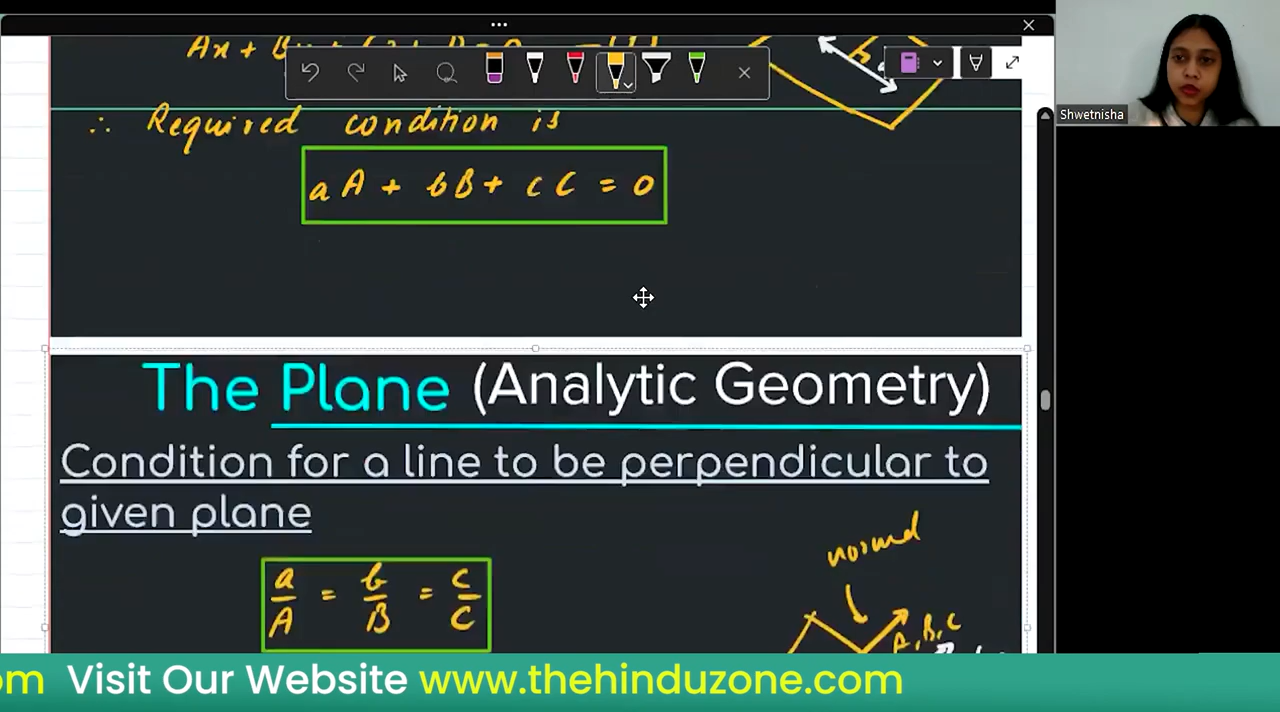 Shwetnisha
∴ Required condition is
aA + bB + cC = 0
The Plane (Analytic Geometry)
Condition for a line to be perpendicular to
given plane
normal
a/A = b/B = c/C
A, B, C
om Visit Our Website www.thehinduzone.com